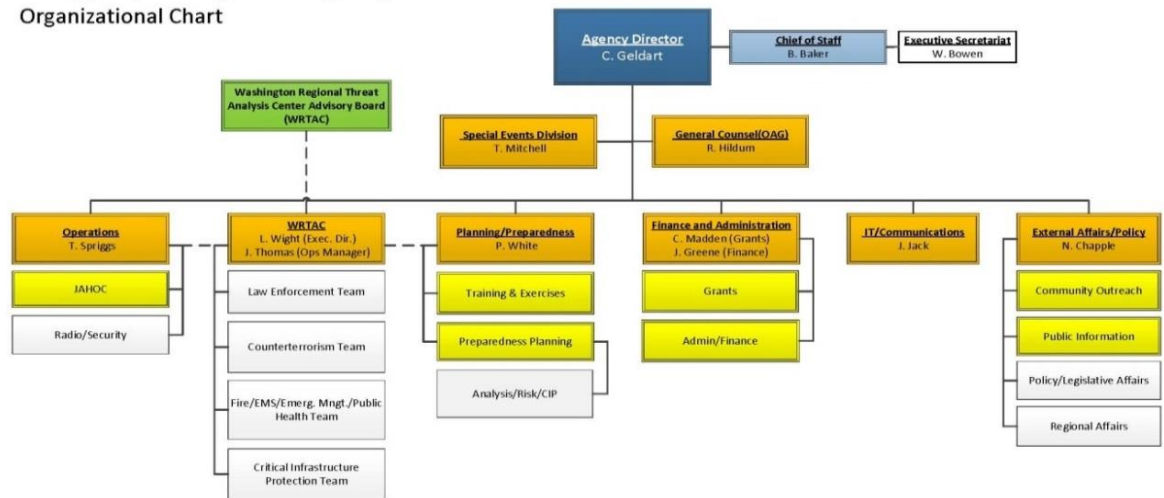 Organizational Chart
Agency Director
C. Geldart
Chief of Staff
B. Baker
Executive Secretariat
W. Bowen
Washington Regional Threat
Analysis Center Advisory Board
(WRTAC)
Special Events Division
T. Mitchell
General Counsel(OAG)
R. Hildum
Operations
T. Spriggs
JAHOC
Radio/Security
WRTAC
L. Wight (Exec. Dir.)
J. Thomas (Ops Manager)
Law Enforcement Team
Counterterrorism Team
Fire/EMS/Emerg. Mngt./Public
Health Team
Critical Infrastructure
Protection Team
Planning/Preparedness
P. White
Training & Exercises
Preparedness Planning
Analysis/Risk/CIP
Finance and Administration
C. Madden (Grants)
J. Greene (Finance)
Grants
Admin/Finance
IT/Communications
J. Jack
External Affairs/Policy
N. Chapple
Community Outreach
Public Information
Policy/Legislative Affairs
Regional Affairs